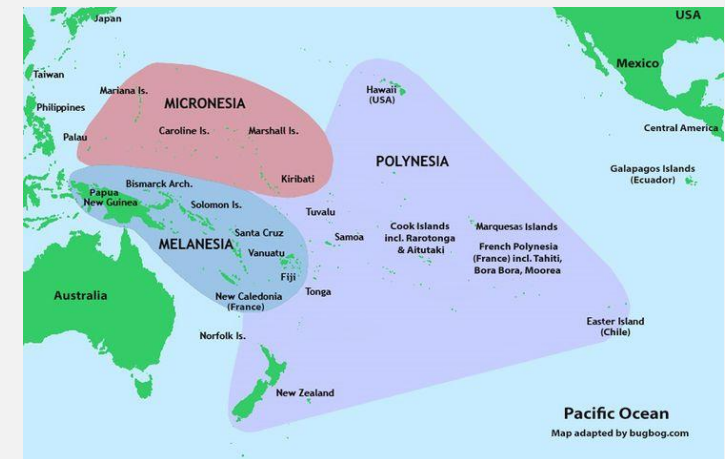 Japan
USA
Mexico
Taiwan
Mariana Is.
Hawaii
(USA)
MICRONESIA
Philippines
Caroline Is.
Marshall Is.
Central America
Palau
POLYNESIA
Galapagos Islands
(Ecuador)
Kiribati
Bismarck Arch.
Papua
New Guinea
Solomon Is.
Tuvalu
Santa Cruz
Samoa
Cook Islands
incl. Rarotonga
& Aitutaki
Marquesas Islands
MELANESIA
Vanuatu
French Polynesia
(France) incl. Tahiti,
Bora Bora, Moorea
Fiji
Australia
New Caledonia
(France)
Tonga
Easter Island
(Chile)
Norfolk Is.
New Zealand
Pacific Ocean
Map adapted by bugbog.com